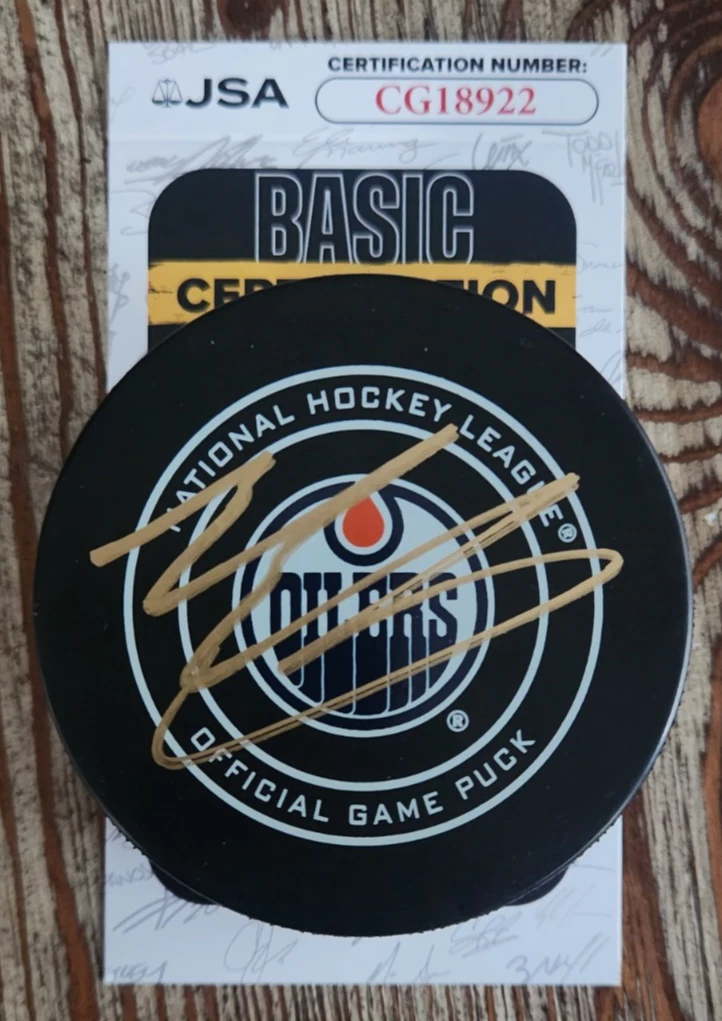 JSA
CERTIFICATION NUMBER:
CG18922
BASIC
NATIONAL HOCKEY LEAGUE®
OILERS
®
OFFICIAL GAME PUCK